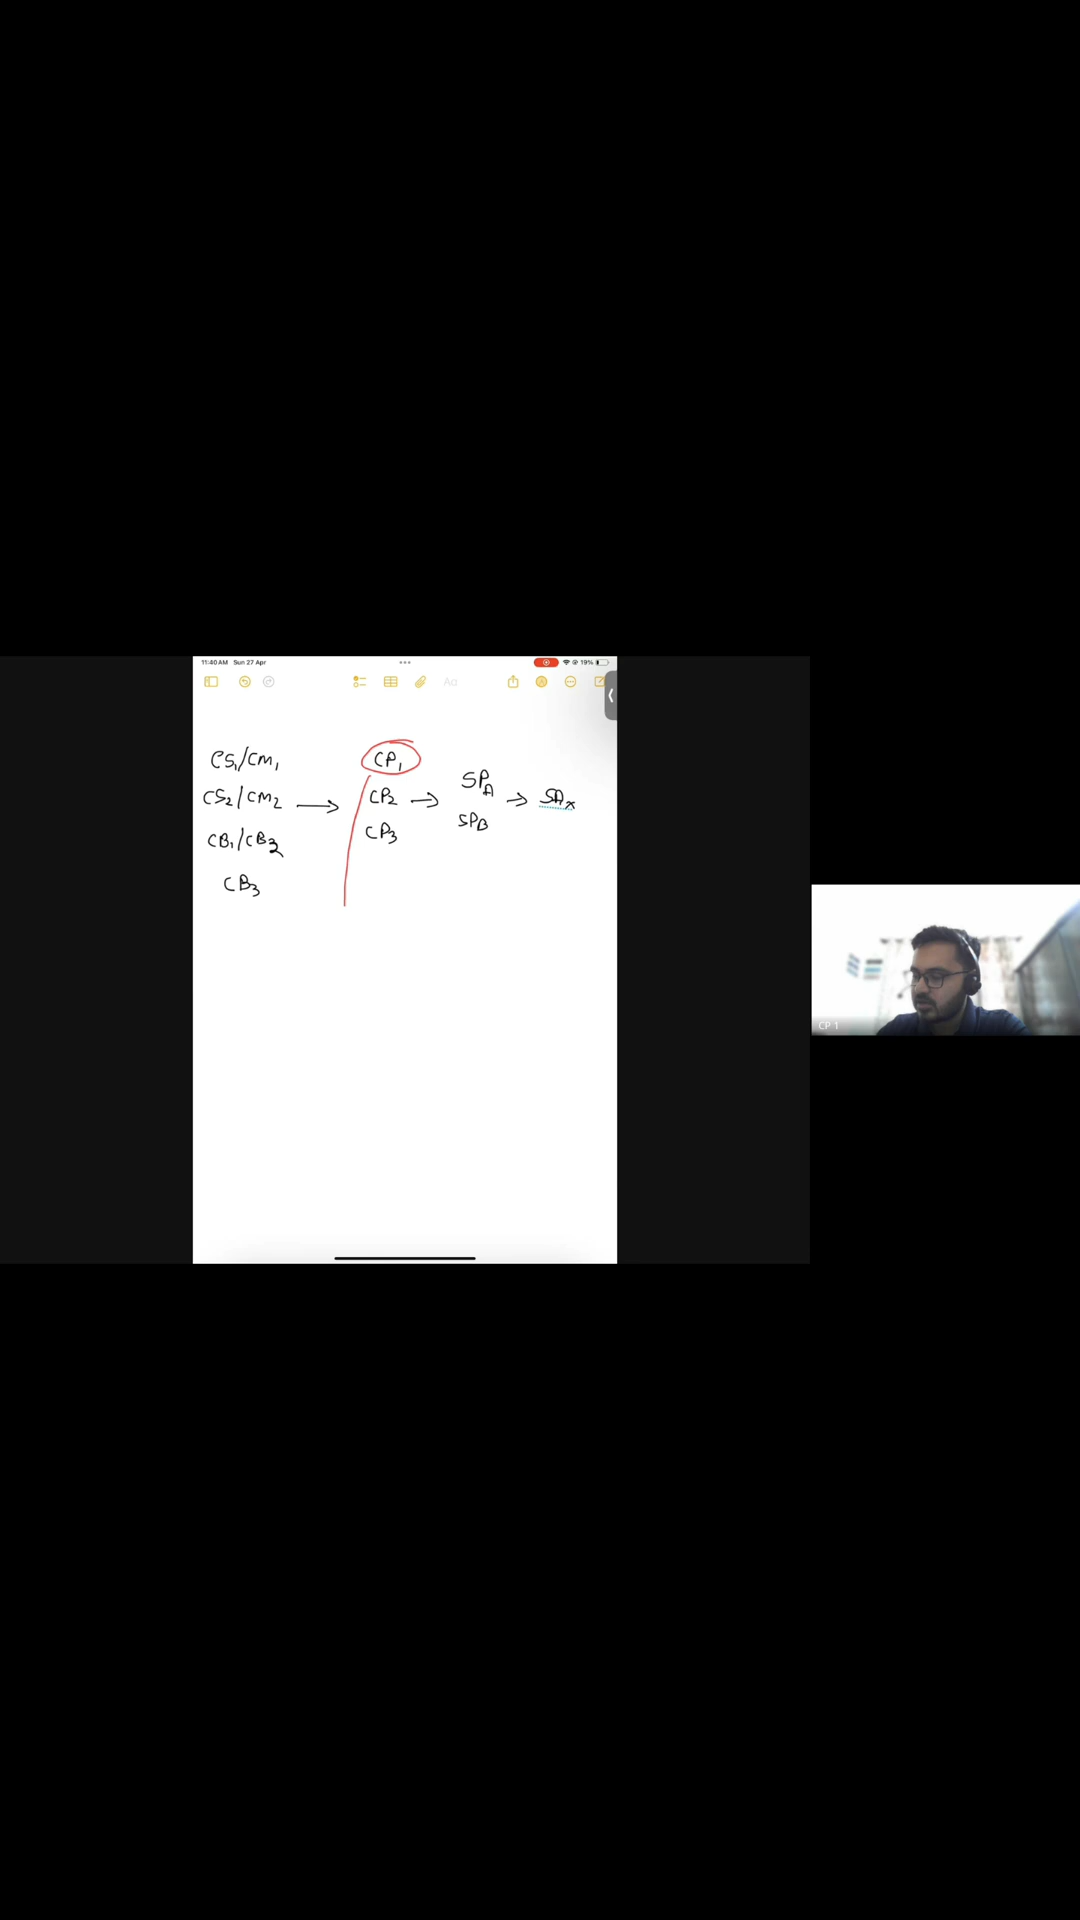 11:40 AM Sun 27 Apr
19%
Aa
CS1/CM1
CS2/CM2
CB1/CB2
CB3
CP1
CP2
CP3
SPA
SPB
SAx
CP 1